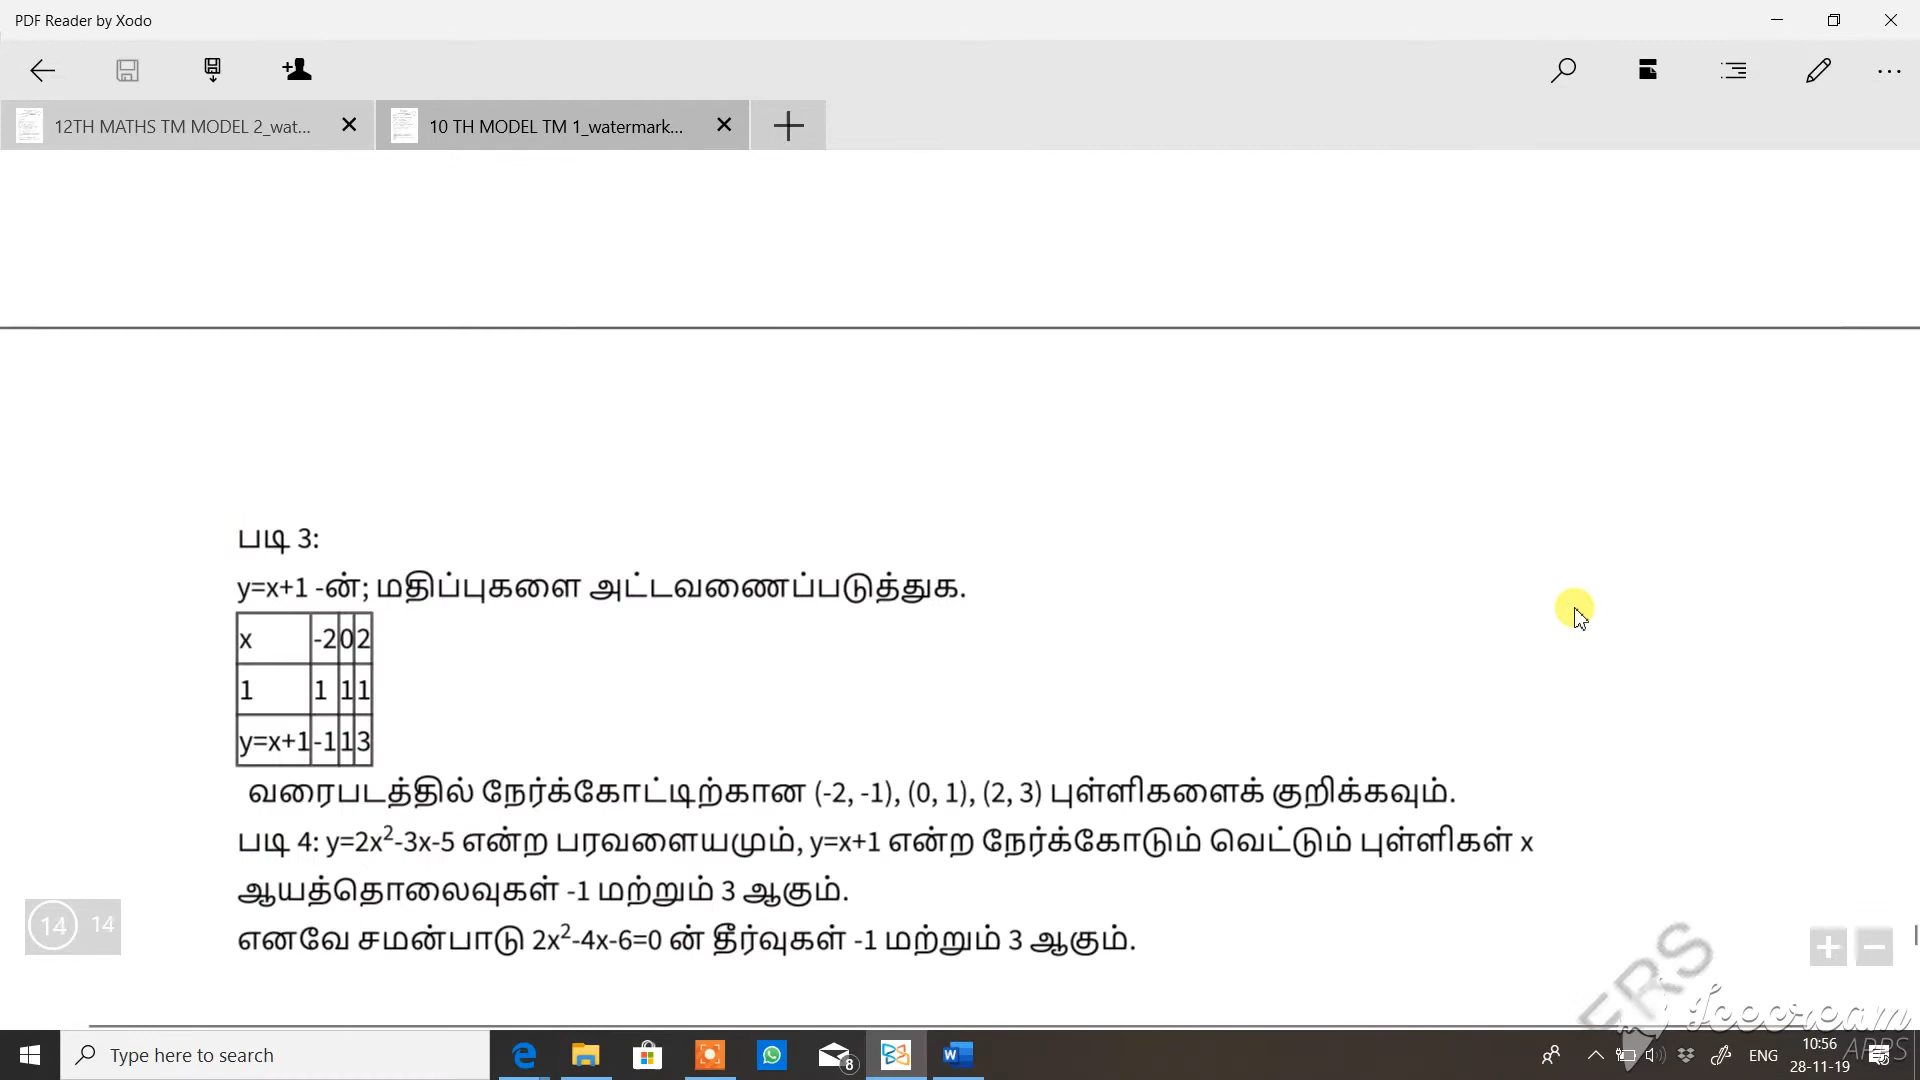 PDF Reader by Xodo
12TH MATHS TM MODEL 2_wat...
10 TH MODEL TM 1_watermark...
படி 3:
y=x+1 -ன்; மதிப்புகளை அட்டவணைப்படுத்துக.
x -2 0 2
1 1 1 1
y=x+1 -1 1 3
வரைபடத்தில் நேர்க்கோட்டிற்கான (-2, -1), (0, 1), (2, 3) புள்ளிகளைக் குறிக்கவும்.
படி 4: y=2x²-3x-5 என்ற பரவளையமும், y=x+1 என்ற நேர்க்கோடும் வெட்டும் புள்ளிகள் x
ஆயத்தொலைவுகள் -1 மற்றும் 3 ஆகும்.
எனவே சமன்பாடு 2x²-4x-6=0 ன் தீர்வுகள் -1 மற்றும் 3 ஆகும்.
14 14
ERS
Icecream
APPS
Type here to search
8
ENG
10:56
28-11-19